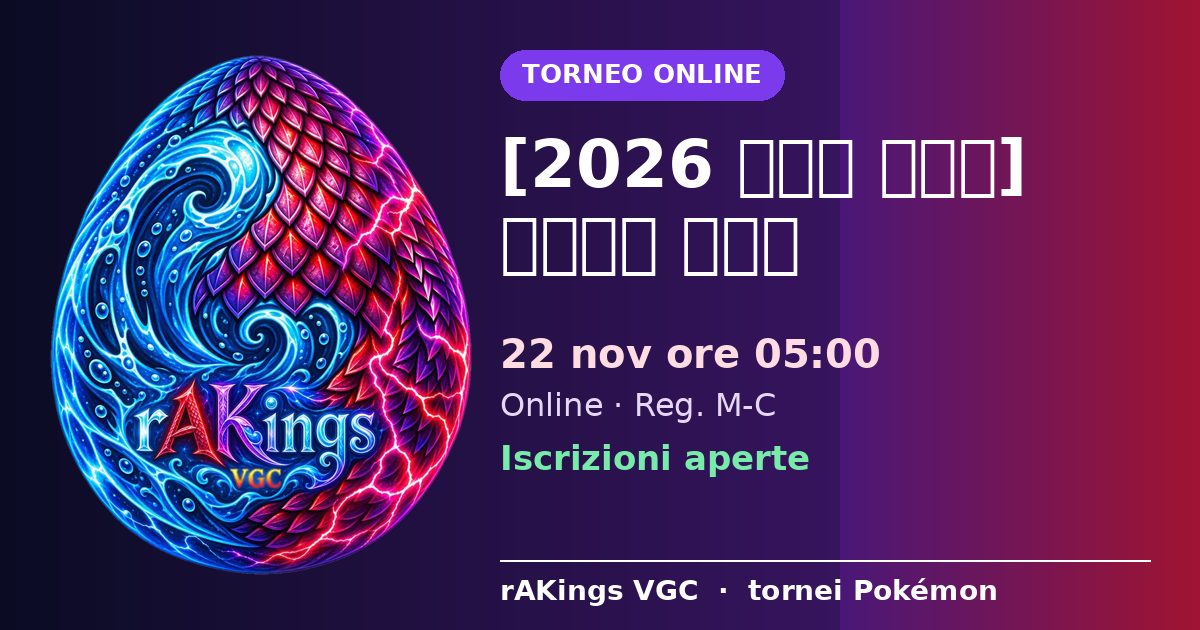 rAKings
VGC
TORNEO ONLINE
[2026 □□□ □□□]
□□□□ □□□
22 nov ore 05:00
Online · Reg. M-C
Iscrizioni aperte
rAKings VGC · tornei Pokémon